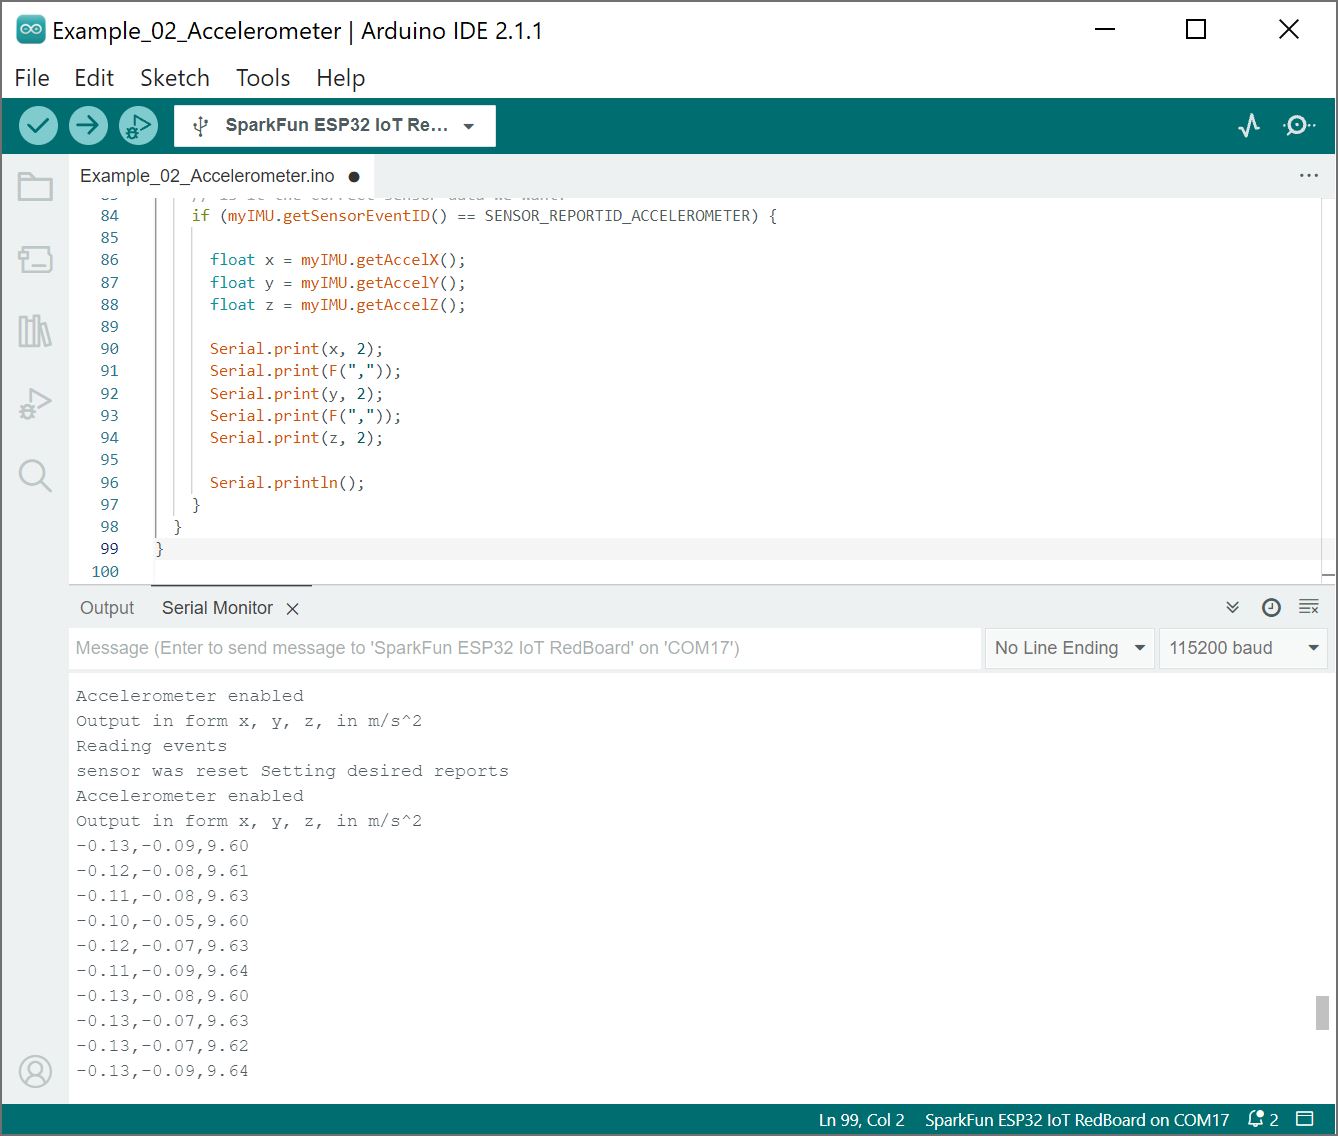 Example_02_Accelerometer | Arduino IDE 2.1.1
File Edit Sketch Tools Help
SparkFun ESP32 IoT Re...
Example_02_Accelerometer.ino
83 // is it the correct sensor data we want?
84 if (myIMU.getSensorEventID() == SENSOR_REPORTID_ACCELEROMETER) {
85
86 float x = myIMU.getAccelX();
87 float y = myIMU.getAccelY();
88 float z = myIMU.getAccelZ();
89
90 Serial.print(x, 2);
91 Serial.print(F(","));
92 Serial.print(y, 2);
93 Serial.print(F(","));
94 Serial.print(z, 2);
95
96 Serial.println();
97 }
98 }
99 }
100
Output Serial Monitor
Message (Enter to send message to 'SparkFun ESP32 IoT RedBoard' on 'COM17') No Line Ending 115200 baud
Accelerometer enabled
Output in form x, y, z, in m/s^2
Reading events
sensor was reset Setting desired reports
Accelerometer enabled
Output in form x, y, z, in m/s^2
-0.13,-0.09,9.60
-0.12,-0.08,9.61
-0.11,-0.08,9.63
-0.10,-0.05,9.60
-0.12,-0.07,9.63
-0.11,-0.09,9.64
-0.13,-0.08,9.60
-0.13,-0.07,9.63
-0.13,-0.07,9.62
-0.13,-0.09,9.64
Ln 99, Col 2 SparkFun ESP32 IoT RedBoard on COM17 2